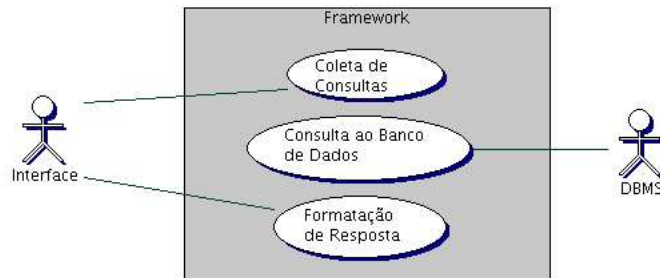 Framework
Coleta de
Consultas
Interface
Consulta ao Banco
de Dados
DBMS
Formatação
de Resposta